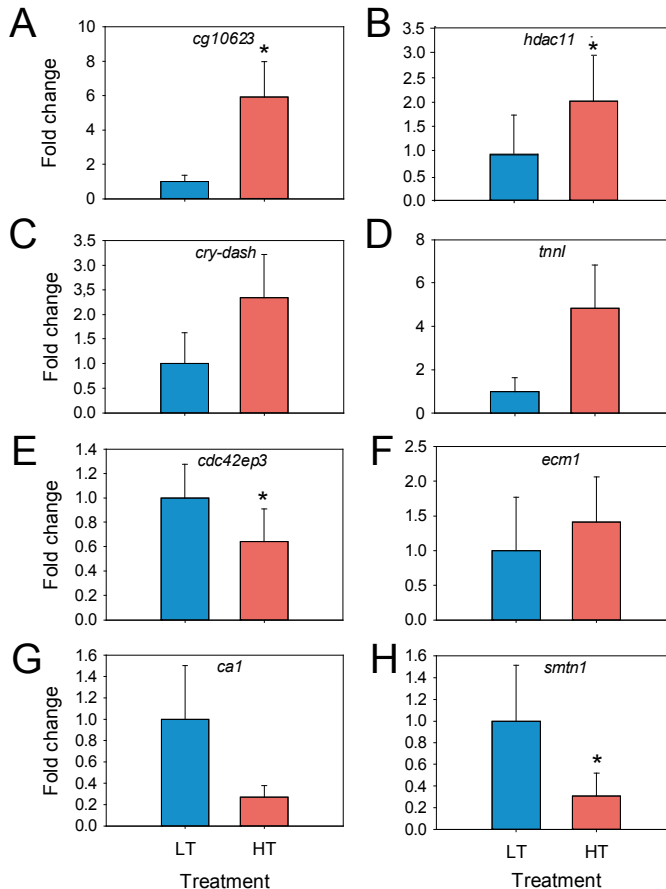 A
cg10623
*
Fold change
10
8
6
4
2
0
B
hdac11
*
3.5
3.0
2.5
2.0
1.5
1.0
0.5
0.0
C
cry-dash
Fold change
3.5
3.0
2,5
2.0
1.5
1.0
0.5
0.0
D
tnnI
8
6
4
2
0
E
cdc42ep3
*
Fold change
1.4
1.2
1.0
0.8
0.6
0.4
0.2
0.0
F
ecm1
2.5
2.0
1.5
1.0
0.5
0.0
G
ca1
Fold change
1.6
1.4
1.2
1.0
0.8
0.6
0.4
0.2
0.0
LT
HT
Treatment
H
smtn1
*
1.6
1.4
1.2
1.0
0.8
0.6
0.4
0.2
0.0
LT
HT
Treatment